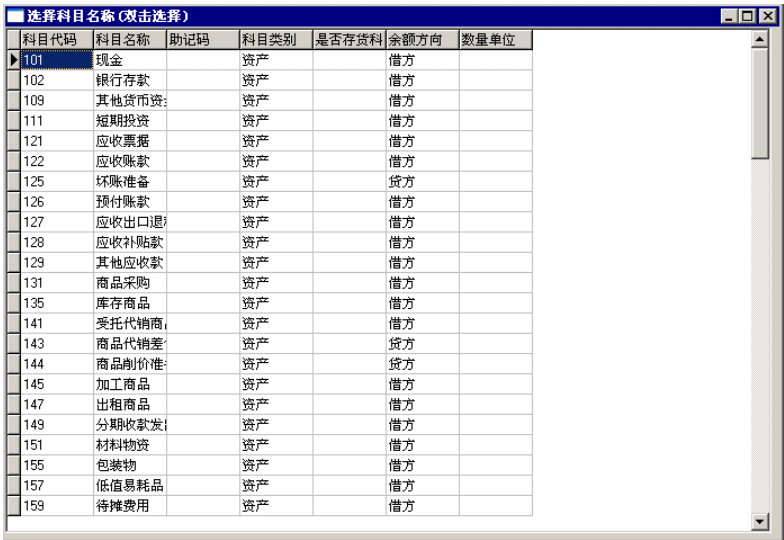 选择科目名称(双击选择)
科目代码 科目名称 助记码 科目类别 是否存货科 余额方向 数量单位
101 现金 资产 借方
102 银行存款 资产 借方
109 其他货币资 资产 借方
111 短期投资 资产 借方
121 应收票据 资产 借方
122 应收账款 资产 借方
125 坏账准备 资产 贷方
126 预付账款 资产 借方
127 应收出口退 资产 借方
128 应收补贴款 资产 借方
129 其他应收款 资产 借方
131 商品采购 资产 借方
135 库存商品 资产 借方
141 受托代销商 资产 借方
143 商品代销差 资产 贷方
144 商品削价准 资产 贷方
145 加工商品 资产 借方
147 出租商品 资产 借方
149 分期收款发 资产 借方
151 材料物资 资产 借方
155 包装物 资产 借方
157 低值易耗品 资产 借方
159 待摊费用 资产 借方